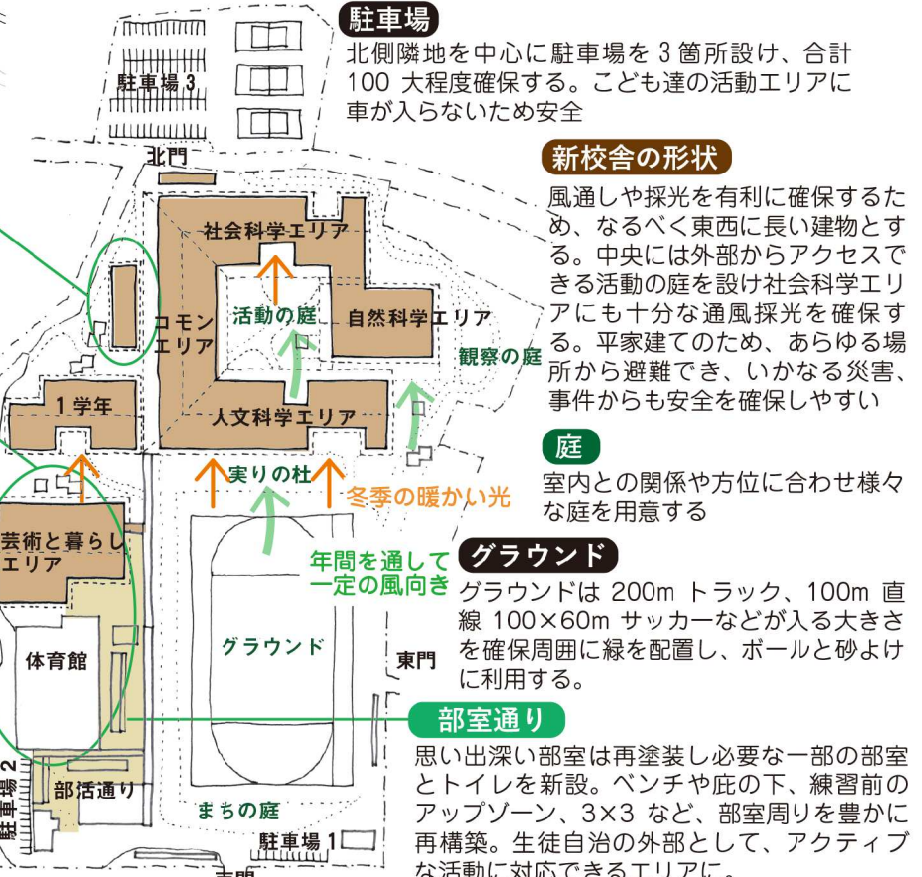 駐車場
北側隣地を中心に駐車場を3箇所設け、合計
100 大程度確保する。こども達の活動エリアに
車が入らないため安全
駐車場3
北門
新校舎の形状
風通しや採光を有利に確保するた
め、なるべく東西に長い建物とす
る。中央には外部からアクセスで
きる活動の庭を設け社会科学エリ
アにも十分な通風採光を確保す
る。平家建てのため、あらゆる場
所から避難でき、いかなる災害、
事件からも安全を確保しやすい
社会科学エリア
コモン
エリア
活動の庭
自然科学エリア
観察の庭
1学年
人文科学エリア
庭
室内との関係や方位に合わせ様々
な庭を用意する
実りの杜
冬季の暖かい光
芸術と暮らし
エリア
年間を通して
一定の風向き
グラウンド
グラウンドは 200m トラック、100m 直
線 100×60m サッカーなどが入る大きさ
を確保周囲に緑を配置し、ボールと砂よけ
に利用する。
体育館
グラウンド
東門
部室通り
思い出深い部室は再塗装し必要な一部の部室
とトイレを新設。ベンチや庇の下、練習前の
アップゾーン、3×3 など、部室周りを豊かに
再構築。生徒自治の外部として、アクティブ
な活動に対応できるエリアに。
駐車場2
部活通り
まちの庭
駐車場1